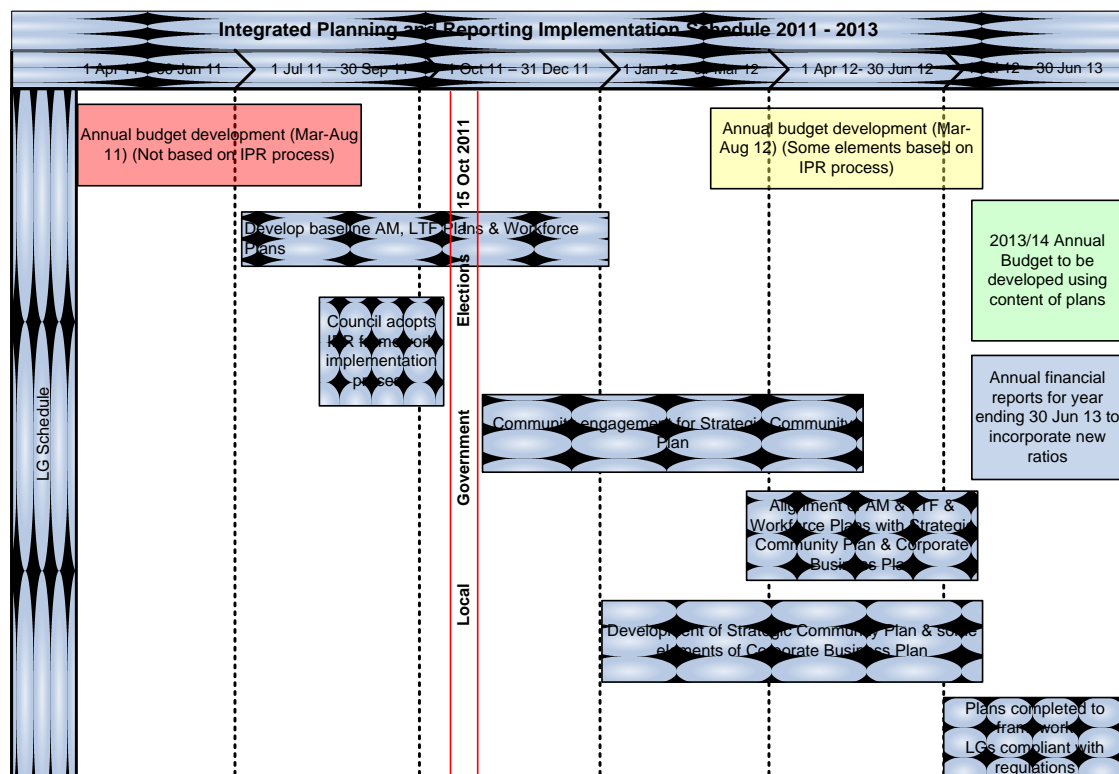 Integrated Planning and Reporting Implementation Schedule 2011 - 2013
1 Apr 11 – 30 Jun 11
1 Jul 11 – 30 Sep 11
1 Oct 11 – 31 Dec 11
1 Jan 12 – 31 Mar 12
1 Apr 12- 30 Jun 12
1 Jul 12 – 30 Jun 13
LG Schedule
Annual budget development (Mar-Aug
11) (Not based on IPR process)
Annual budget development (Mar-
Aug 12) (Some elements based on
IPR process)
Local Government Elections – 15 Oct 2011
Develop baseline AM, LTF Plans & Workforce
Plans
2013/14 Annual
Budget to be
developed using
content of plans
Council adopts
IPR framework
implementation
process
Annual financial
reports for year
ending 30 Jun 13 to
incorporate new
ratios
Community engagement for Strategic Community
Plan
Alignment of AM & LTF &
Workforce Plans with Strategic
Community Plan & Corporate
Business Plan
Development of Strategic Community Plan & some
elements of Corporate Business Plan
Plans completed to
framework
LGs compliant with
regulations